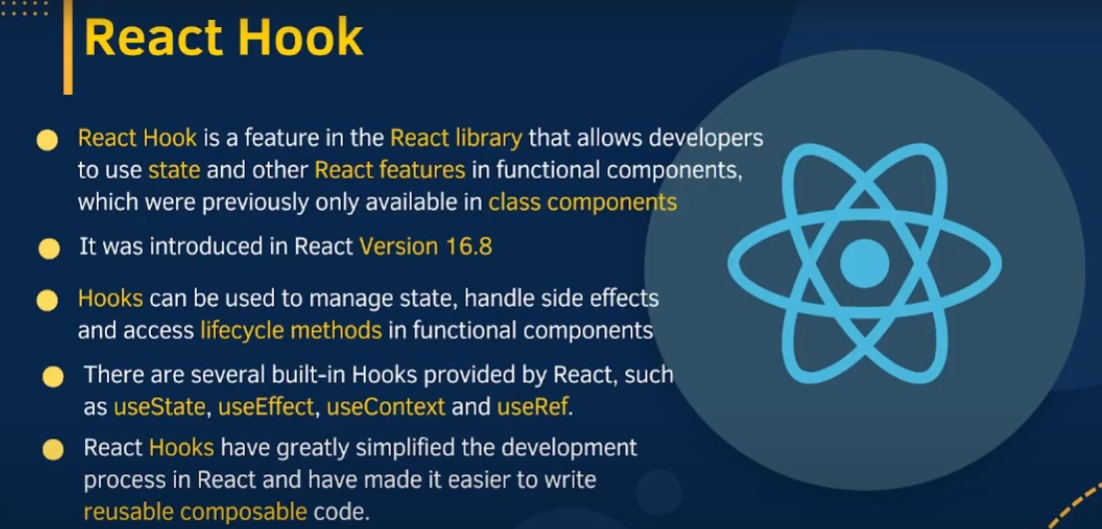 React Hook
React Hook is a feature in the React library that allows developers
to use state and other React features in functional components,
which were previously only available in class components
It was introduced in React Version 16.8
Hooks can be used to manage state, handle side effects
and access lifecycle methods in functional components
There are several built-in Hooks provided by React, such
as useState, useEffect, useContext and useRef.
React Hooks have greatly simplified the development
process in React and have made it easier to write
reusable composable code.